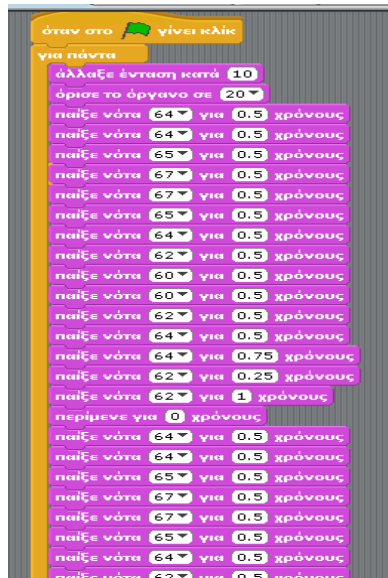 όταν στο γίνει κλίκ
για πάντα
άλλαξε ένταση κατά 10
όρισε το όργανο σε 20
παίξε νότα 64 για 0.5 χρόνους
παίξε νότα 64 για 0.5 χρόνους
παίξε νότα 65 για 0.5 χρόνους
παίξε νότα 67 για 0.5 χρόνους
παίξε νότα 67 για 0.5 χρόνους
παίξε νότα 65 για 0.5 χρόνους
παίξε νότα 64 για 0.5 χρόνους
παίξε νότα 62 για 0.5 χρόνους
παίξε νότα 60 για 0.5 χρόνους
παίξε νότα 60 για 0.5 χρόνους
παίξε νότα 62 για 0.5 χρόνους
παίξε νότα 64 για 0.5 χρόνους
παίξε νότα 64 για 0.75 χρόνους
παίξε νότα 62 για 0.25 χρόνους
παίξε νότα 62 για 1 χρόνους
περίμενε για 0 χρόνους
παίξε νότα 64 για 0.5 χρόνους
παίξε νότα 64 για 0.5 χρόνους
παίξε νότα 65 για 0.5 χρόνους
παίξε νότα 67 για 0.5 χρόνους
παίξε νότα 67 για 0.5 χρόνους
παίξε νότα 65 για 0.5 χρόνους
παίξε νότα 64 για 0.5 χρόνους
παίξε νότα 62 για 0.5 χρόνους